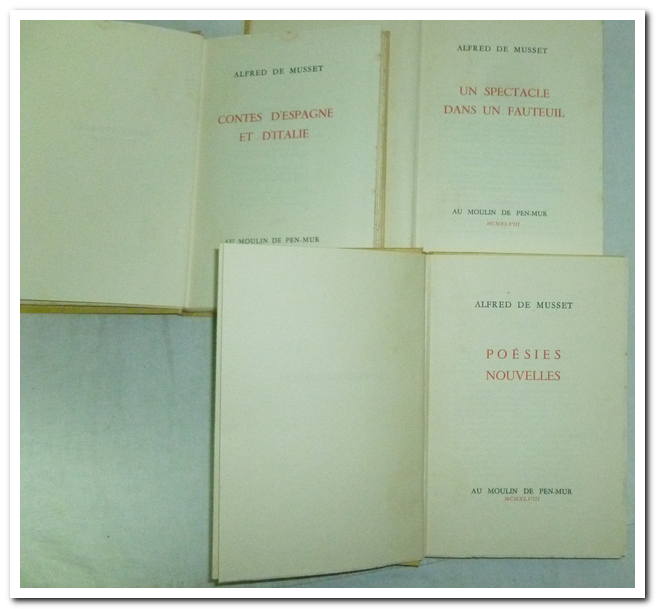 ALFRED DE MUSSET
CONTES D'ESPAGNE
ET D'ITALIE
AU MOULIN DE PEN-MUR
ALFRED DE MUSSET
UN SPECTACLE
DANS UN FAUTEUIL
AU MOULIN DE PEN-MUR
MCMXLVIII
ALFRED DE MUSSET
POÉSIES
NOUVELLES
AU MOULIN DE PEN-MUR
MCMXLVIII